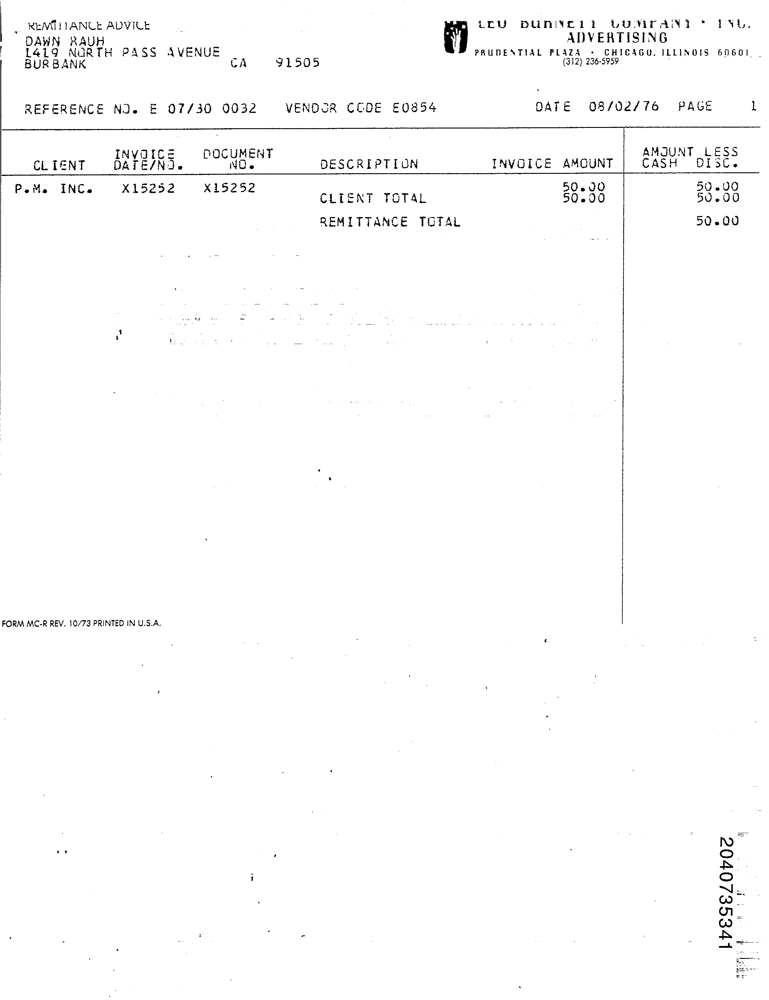 REMITTANCE ADVICE
DAWN RAUH
1419 NORTH PASS AVENUE
BURBANK CA 91505
LEO BURNETT COMPANY • INC.
ADVERTISING
PRUDENTIAL PLAZA • CHICAGO, ILLINOIS 60601
(312) 236-5959
REFERENCE NO. E 07/30 0032 VENDOR CODE E0854 DATE 08/02/76 PAGE 1
CLIENT INVOICE DATE/NO. DOCUMENT NO. DESCRIPTION INVOICE AMOUNT AMOUNT LESS CASH DISC.
P.M. INC. X15252 X15252 50.00 50.00
CLIENT TOTAL 50.00 50.00
REMITTANCE TOTAL 50.00
FORM MC-R REV. 10/73 PRINTED IN U.S.A.
2040735341